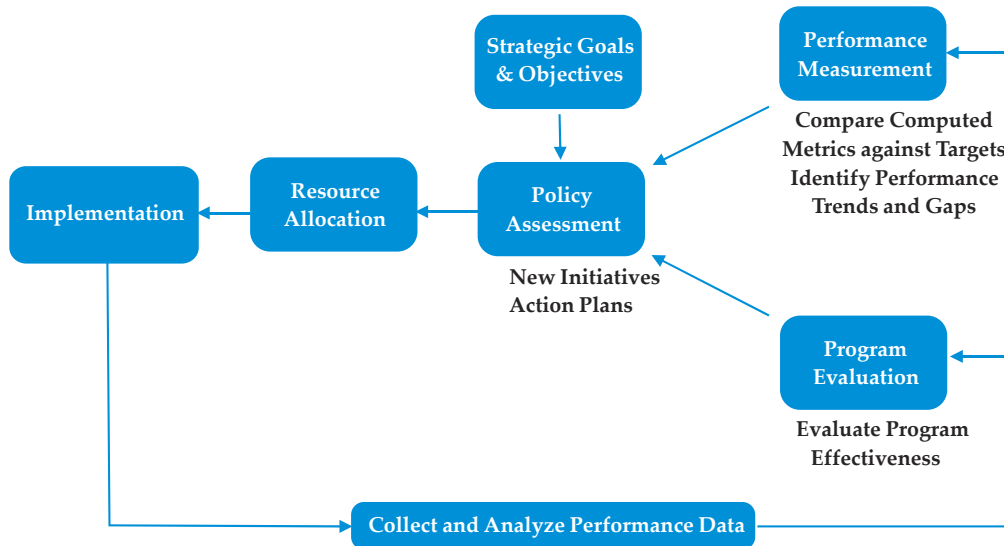 Strategic Goals
& Objectives
Performance
Measurement
Compare Computed
Metrics against Targets
Identify Performance
Trends and Gaps
Implementation
Resource
Allocation
Policy
Assessment
New Initiatives
Action Plans
Program
Evaluation
Evaluate Program
Effectiveness
Collect and Analyze Performance Data